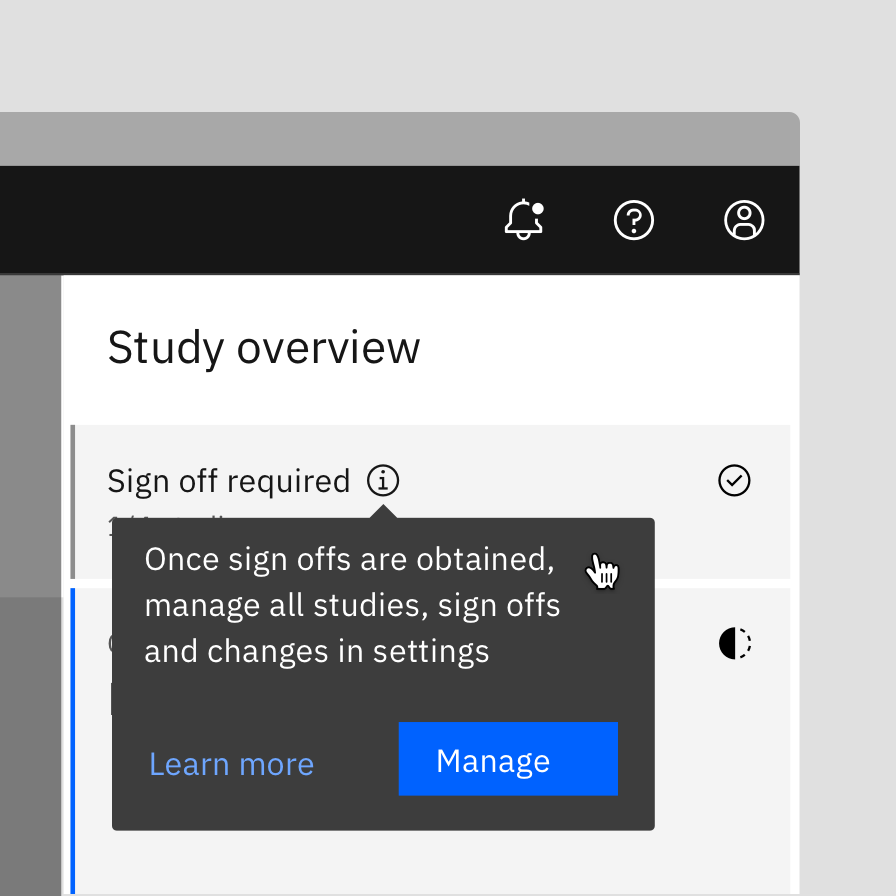 Study overview
Sign off required
Once sign offs are obtained,
manage all studies, sign offs
and changes in settings
Learn more
Manage